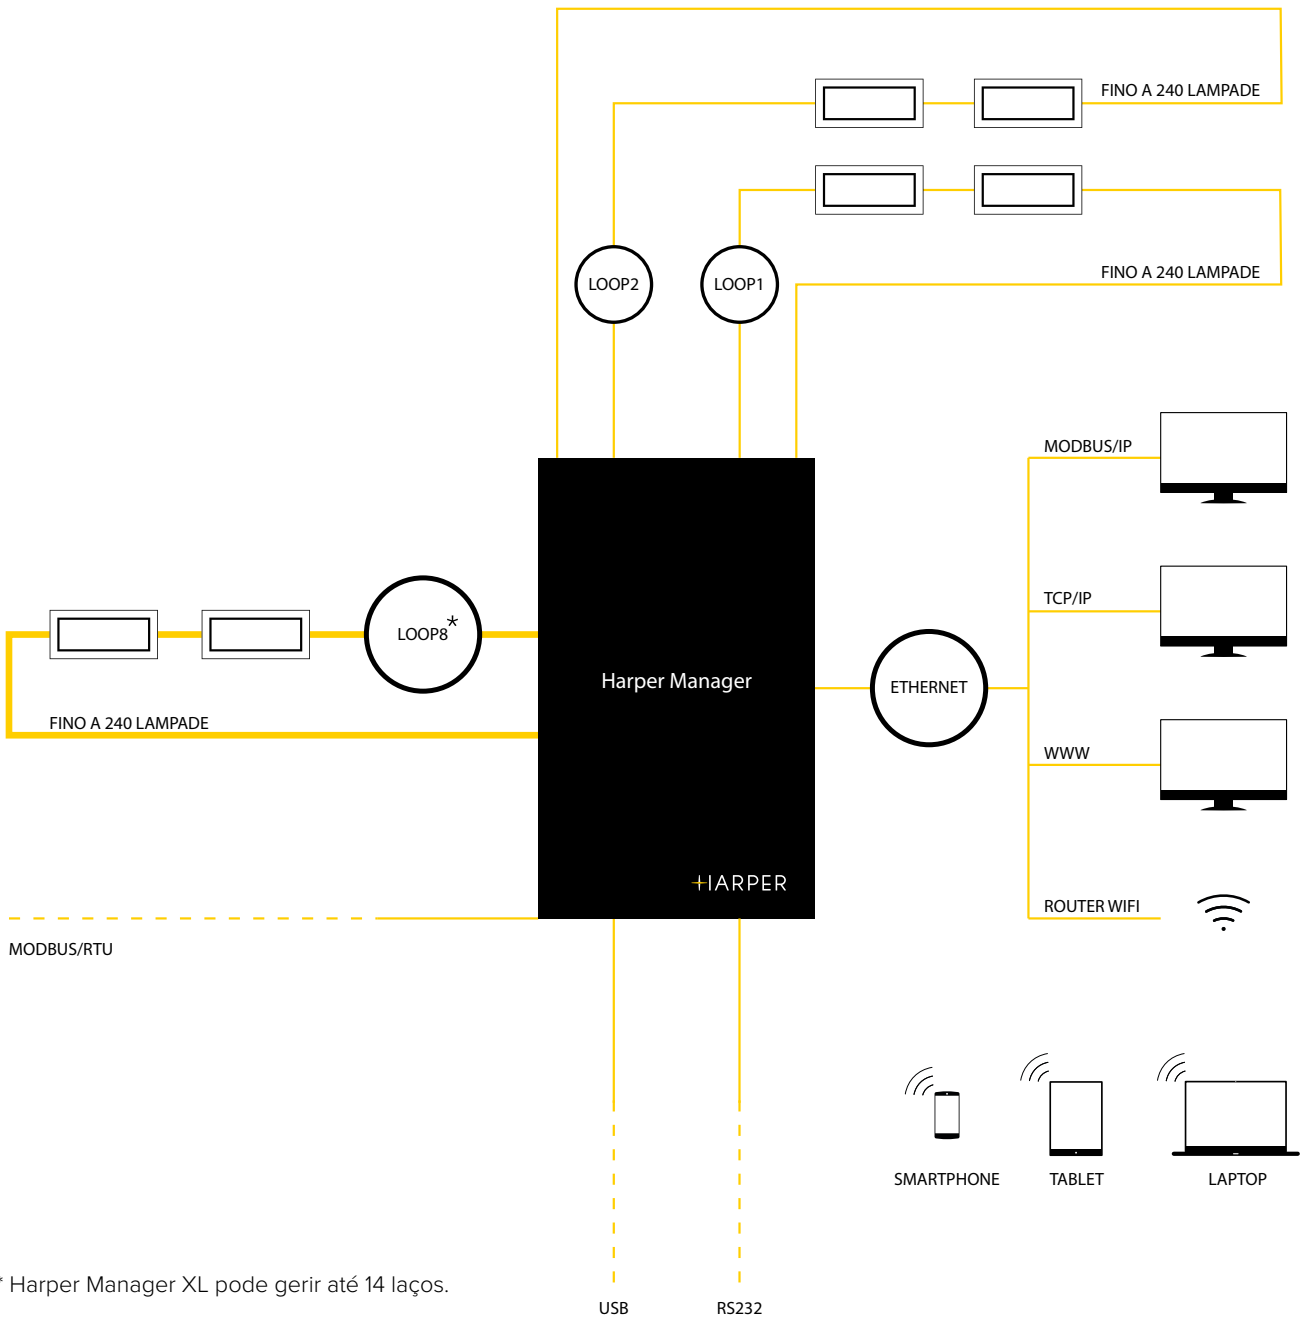 FINO A 240 LAMPADE
FINO A 240 LAMPADE
LOOP2
LOOP1
MODBUS/IP
TCP/IP
LOOP8*
Harper Manager
ETHERNET
FINO A 240 LAMPADE
WWW
HARPER
ROUTER WIFI
MODBUS/RTU
SMARTPHONE
TABLET
LAPTOP
* Harper Manager XL pode gerir até 14 laços.
USB
RS232